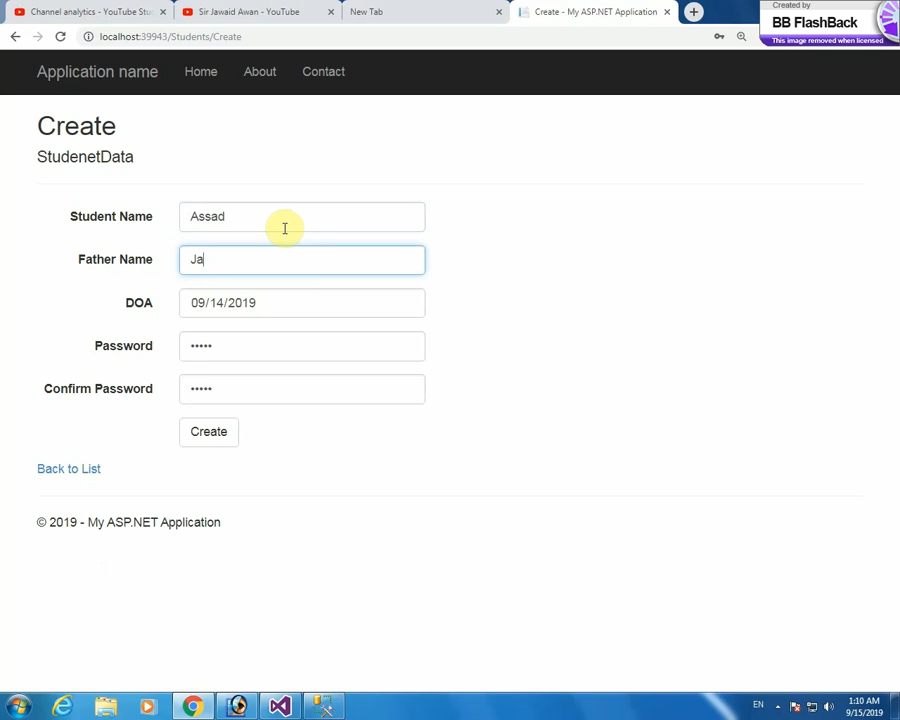 Channel analytics - YouTube Stu
Sir Jawaid Awan - YouTube
New Tab
Create - My ASP.NET Application
Created by
BB FlashBack
This image removed when licensed
localhost:39943/Students/Create
Application name Home About Contact
Create
StudenetData
Student Name Assad
Father Name Ja
DOA 09/14/2019
Password •••••
Confirm Password •••••
Create
Back to List
© 2019 - My ASP.NET Application
EN
1:10 AM
9/15/2019